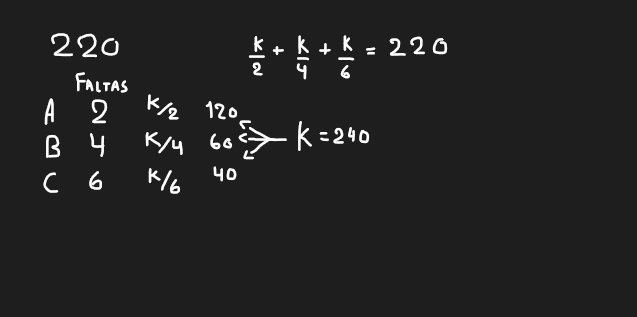 220
k/2 + k/4 + k/6 = 220
FALTAS
A 2 k/2 120
B 4 K/4 60 K = 240
C 6 k/6 40